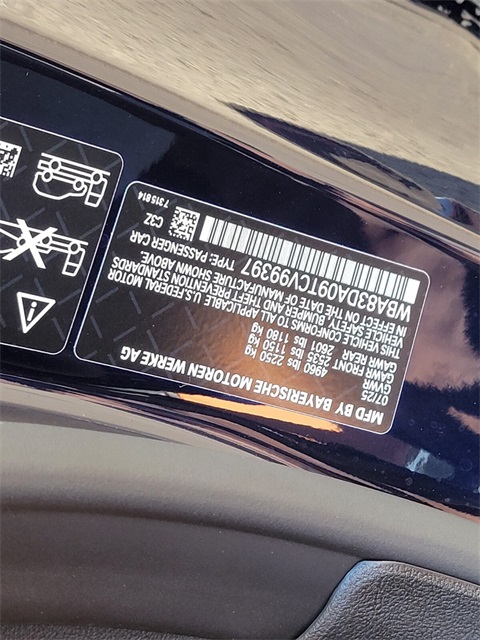 MFD BY BAYERISCHE MOTOREN WERKE AG
07/25
GVWR 4960 lbs 2250 kg
GAWR FRONT 2535 lbs 1150 kg
GAWR REAR 2601 lbs 1180 kg
THIS VEHICLE CONFORMS TO ALL APPLICABLE U.S. FEDERAL MOTOR
VEHICLE SAFETY, BUMPER AND THEFT PREVENTION STANDARDS
IN EFFECT ON THE DATE OF MANUFACTURE SHOWN ABOVE.
WBA83DA09TCV99397 TYPE: PASSENGER CAR
C3Z
7315814